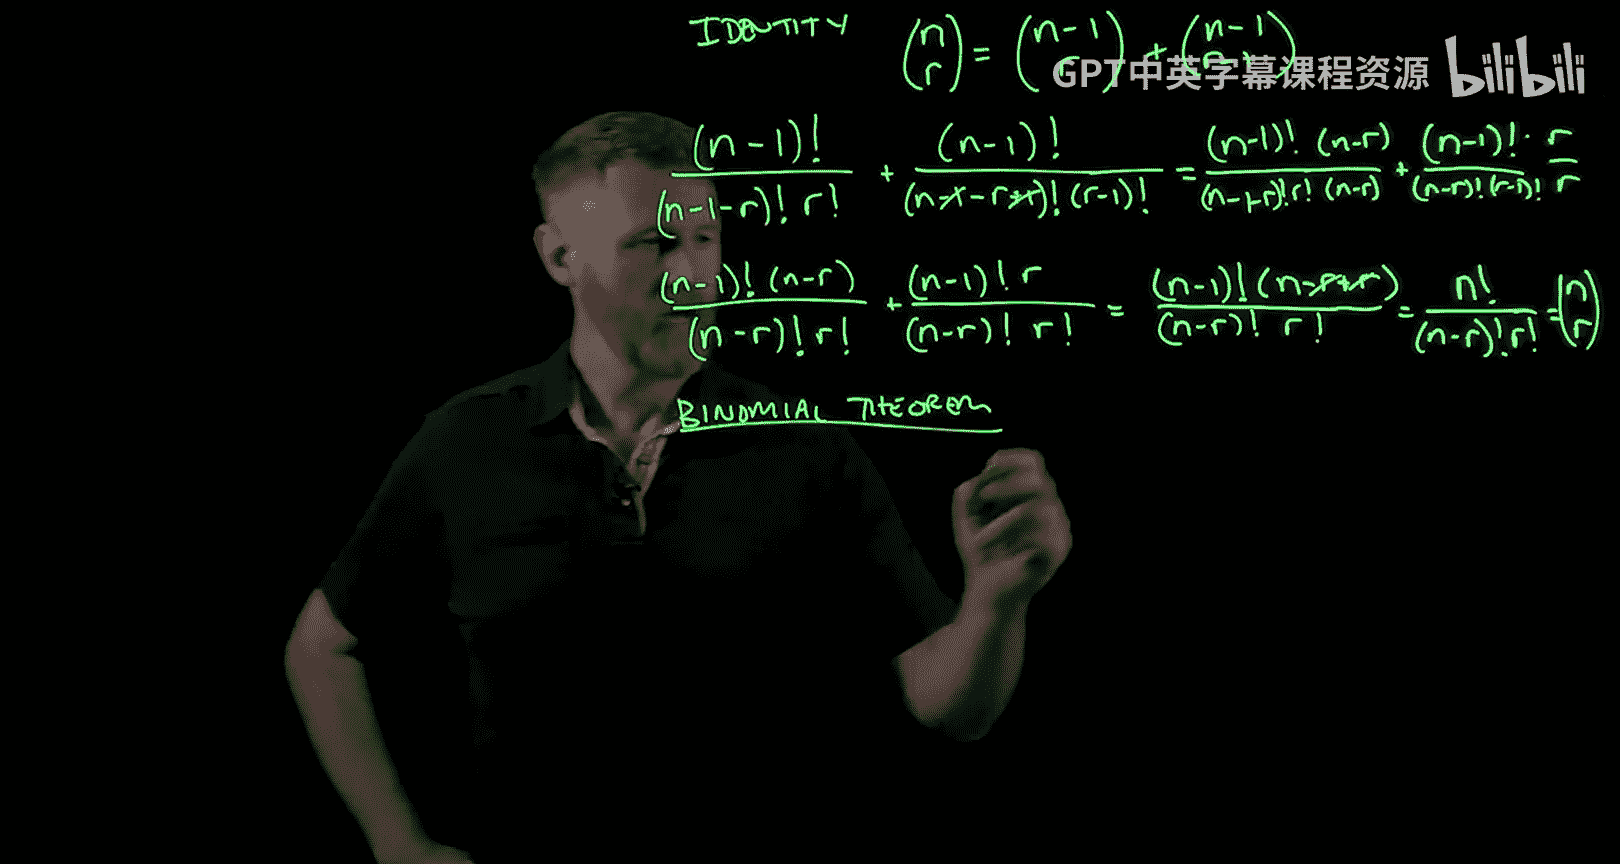 IDENTITY (n r) = (n-1 r) + (n-1 r-1)
GPT中英字幕课程资源 bilibili
(n-1)! / (n-1-r)! r! + (n-1)! / (n-1-r+1)! (r-1)! = (n-1)! (n-r) / (n-1-r)! r! (n-r) + (n-1)! · r / (n-r)! (r-1)! r
(n-1)! (n-r) / (n-r)! r! + (n-1)! r / (n-r)! r! = (n-1)! (n-r+r) / (n-r)! r! = n! / (n-r)! r! = (n r)
BINOMIAL THEOREM